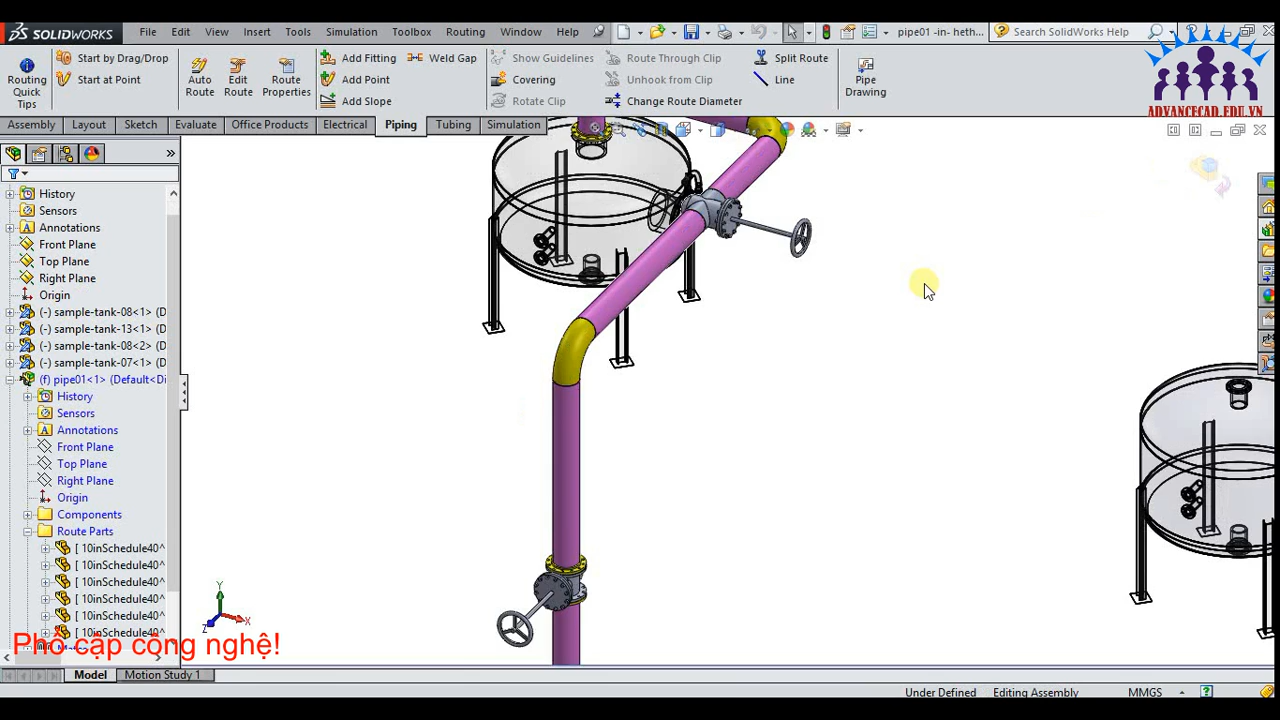 SOLIDWORKS File Edit View Insert Tools Simulation Toolbox Routing Window Help pipe01 -in- heth... Search SolidWorks Help
Start by Drag/Drop Add Fitting Weld Gap Show Guidelines Route Through Clip Split Route
Routing Quick Tips Start at Point Auto Route Edit Route Route Properties Add Point Covering Unhook from Clip Line Pipe Drawing
Add Slope Rotate Clip Change Route Diameter
ADVANCECAD.EDU.VN
Assembly Layout Sketch Evaluate Office Products Electrical Piping Tubing Simulation
History
Sensors
Annotations
Front Plane
Top Plane
Right Plane
Origin
(-) sample-tank-08<1> (D
(-) sample-tank-13<1> (D
(-) sample-tank-08<2> (D
(-) sample-tank-07<1> (D
(f) pipe01<1> (Default<Di
History
Sensors
Annotations
Front Plane
Top Plane
Right Plane
Origin
Components
Route Parts
[ 10inSchedule40^
[ 10inSchedule40^
[ 10inSchedule40^
[ 10inSchedule40^
[ 10inSchedule40^
[ 10inSchedule40^
Y
X
Z
Phổ cập công nghệ!
Model Motion Study 1
Under Defined Editing Assembly MMGS